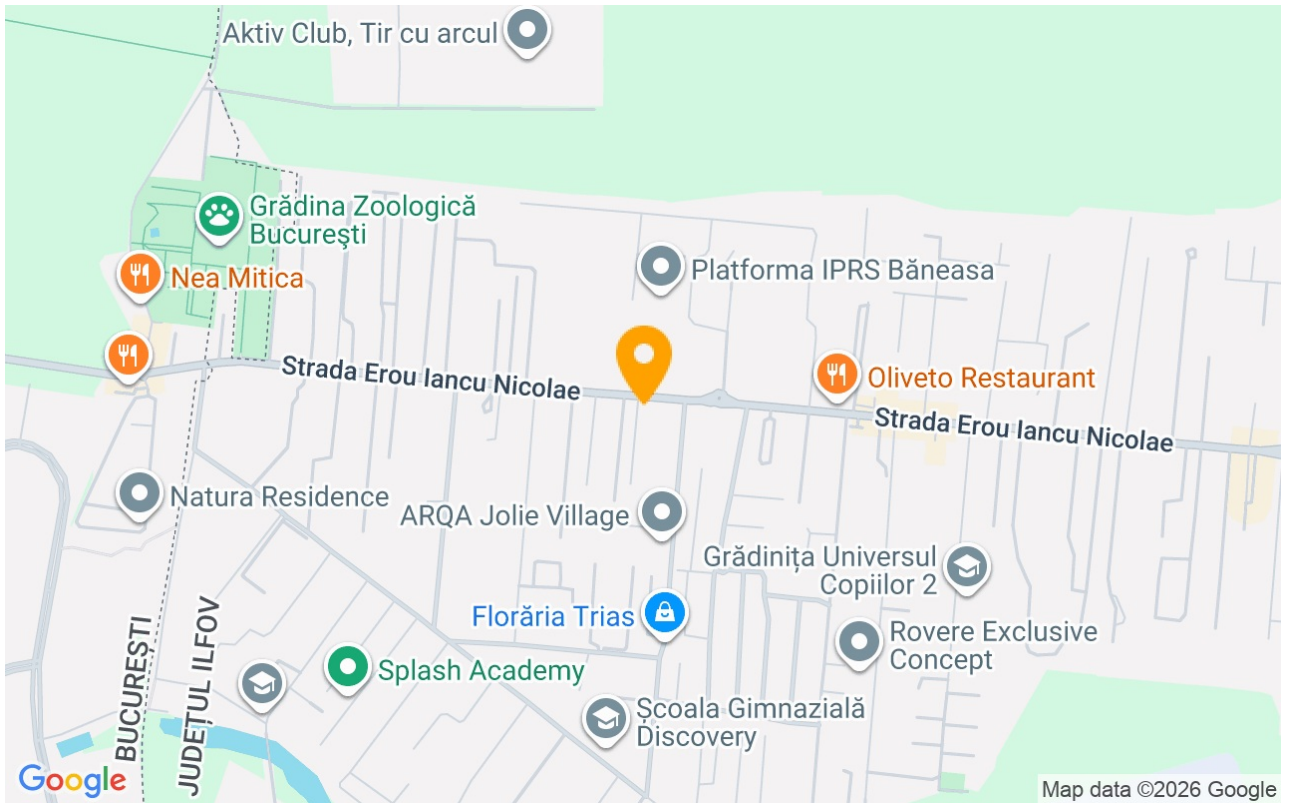 Aktiv Club, Tir cu arcul
Grădina Zoologică
Bucureşti
Platforma IPRS Băneasa
Nea Mitica
Strada Erou Iancu Nicolae
Oliveto Restaurant
Strada Erou Iancu Nicolae
Natura Residence
ARQA Jolie Village
Grădinița Universul
Copiilor 2
Florăria Trias
Rovere Exclusive
Concept
BUCUREȘTI
JUDEȚUL ILFOV
Splash Academy
Școala Gimnazială
Discovery
Google
Map data ©2026 Google